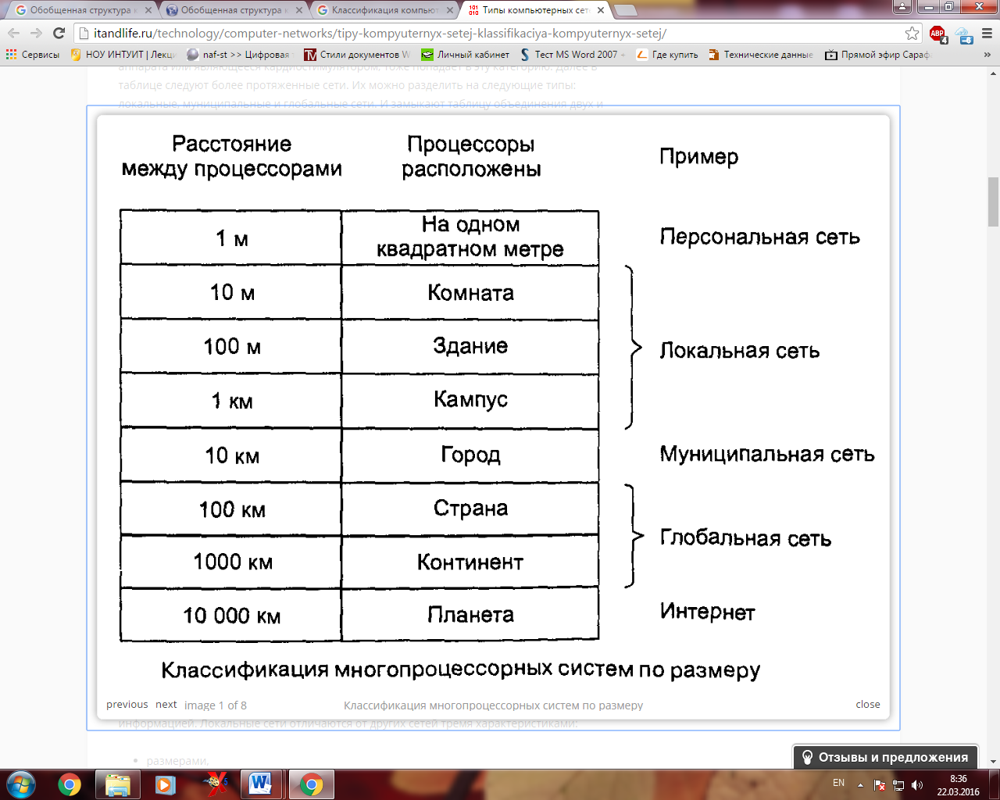 Обобщенная структура к
Обобщенная структура к
Классификация компьют
Типы компьютерных сет
itandlife.ru/technology/computer-networks/tipy-kompyuternyx-setej-klassifikaciya-kompyuternyx-setej/
ABP
4
-6
Сервисы
НОУ ИНТУИТ | Лекц
naf-st >> Цифровая
Стили документов W
Личный кабинет
Тест MS Word 2007 -
Где купить
Технические данные
Прямой эфир Сараф
»
аппарата или являющееся кардиостимулятором, тоже попадает в эту категорию. Далее в
таблице следуют более протяженные сети. Их можно разделить на следующие типы:
локальные, муниципальные и глобальные сети. И замыкают таблицу объединения двух и
Расстояние
между процессорами
Процессоры
расположены
Пример
1 м
На одном
квадратном метре
Персональная сеть
10 м
Комната
100 м
Здание
Локальная сеть
1 км
Кампус
10 км
Город
Муниципальная сеть
100 км
Страна
Глобальная сеть
1000 км
Континент
10 000 км
Планета
Интернет
Классификация многопроцессорных систем по размеру
previous next image 1 of 8
Классификация многопроцессорных систем по размеру
close
информацией. Локальные сети отличаются от других сетей тремя характеристиками:
размерами,
Отзывы и предложения
EN
8:36
22.03.2016